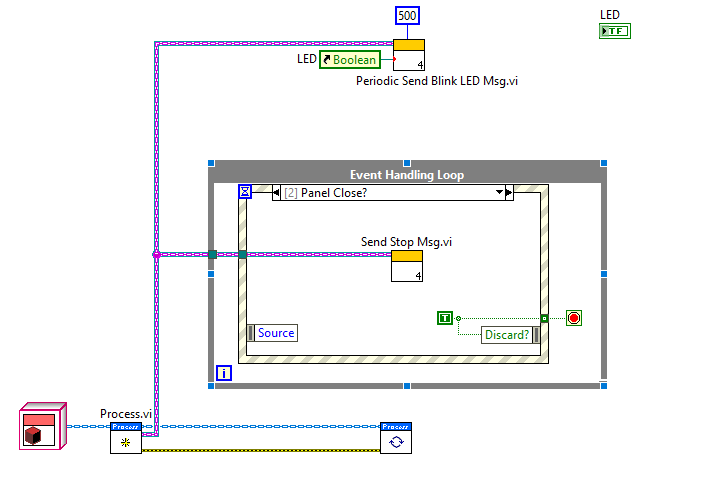 500
LED
TF
LED
Boolean
4
Periodic Send Blink LED Msg.vi
Event Handling Loop
[2] Panel Close?
Send Stop Msg.vi
4
T
Source
Discard?
i
Process.vi
Process
Process